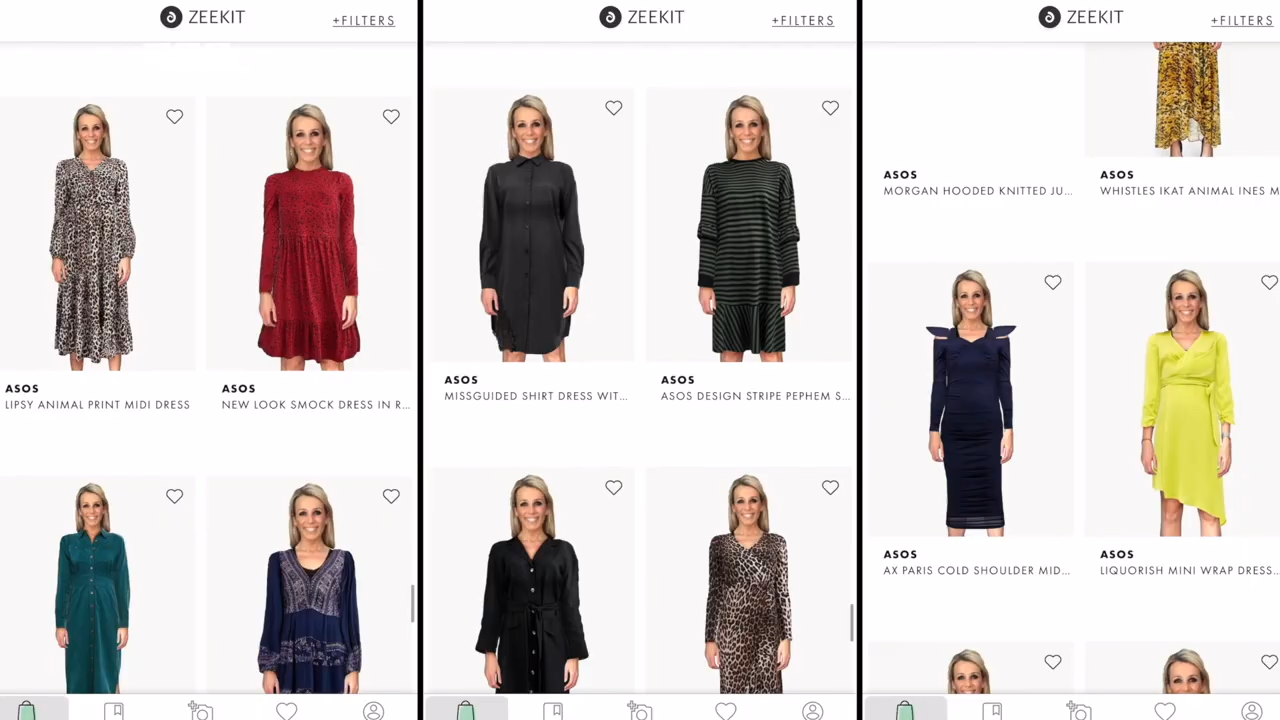 ZEEKIT
+FILTERS
ASOS
LIPSY ANIMAL PRINT MIDI DRESS
ASOS
NEW LOOK SMOCK DRESS IN R...
ZEEKIT
+FILTERS
ASOS
MISSGUIDED SHIRT DRESS WIT...
ASOS
ASOS DESIGN STRIPE PEPHEM S...
ZEEKIT
+FILTERS
ASOS
MORGAN HOODED KNITTED JU...
ASOS
WHISTLES IKAT ANIMAL INES M
ASOS
AX PARIS COLD SHOULDER MID...
ASOS
LIQUORISH MINI WRAP DRESS...